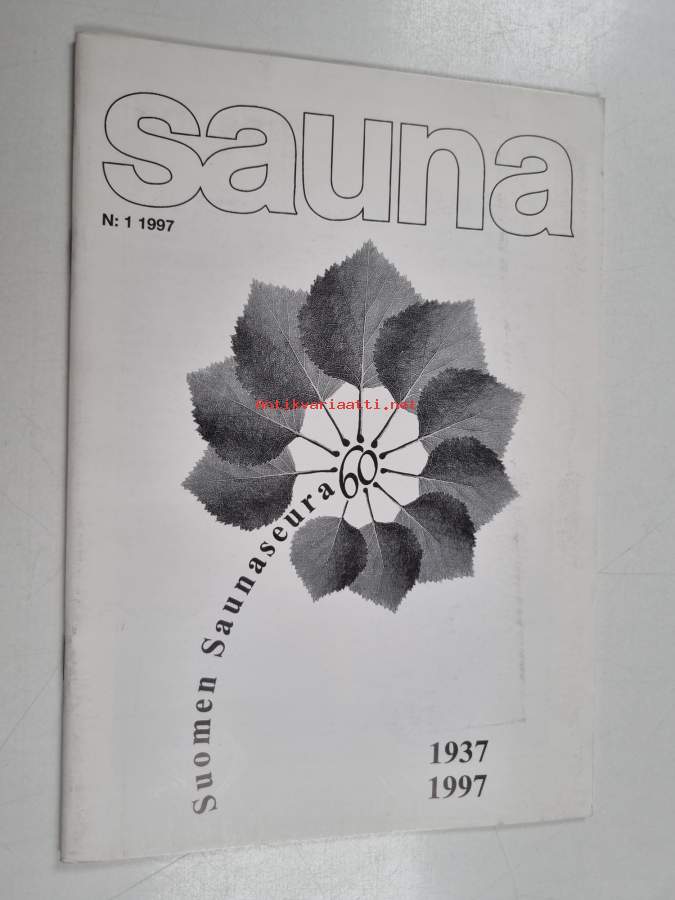 sauna
N: 1 1997
Antikvariaatti.net
Suomen Saunaseura 60
1937
1997